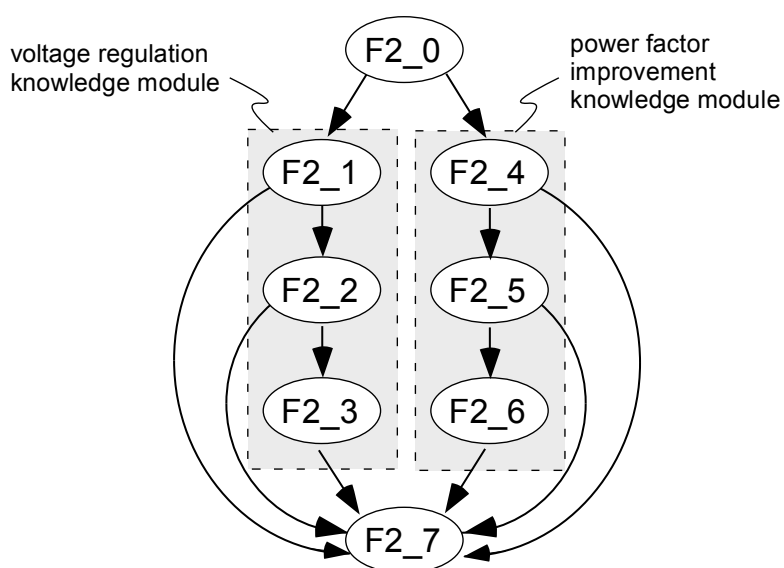 voltage regulation
knowledge module
F2_0
power factor
improvement
knowledge module
F2_1
F2_4
F2_2
F2_5
F2_3
F2_6
F2_7